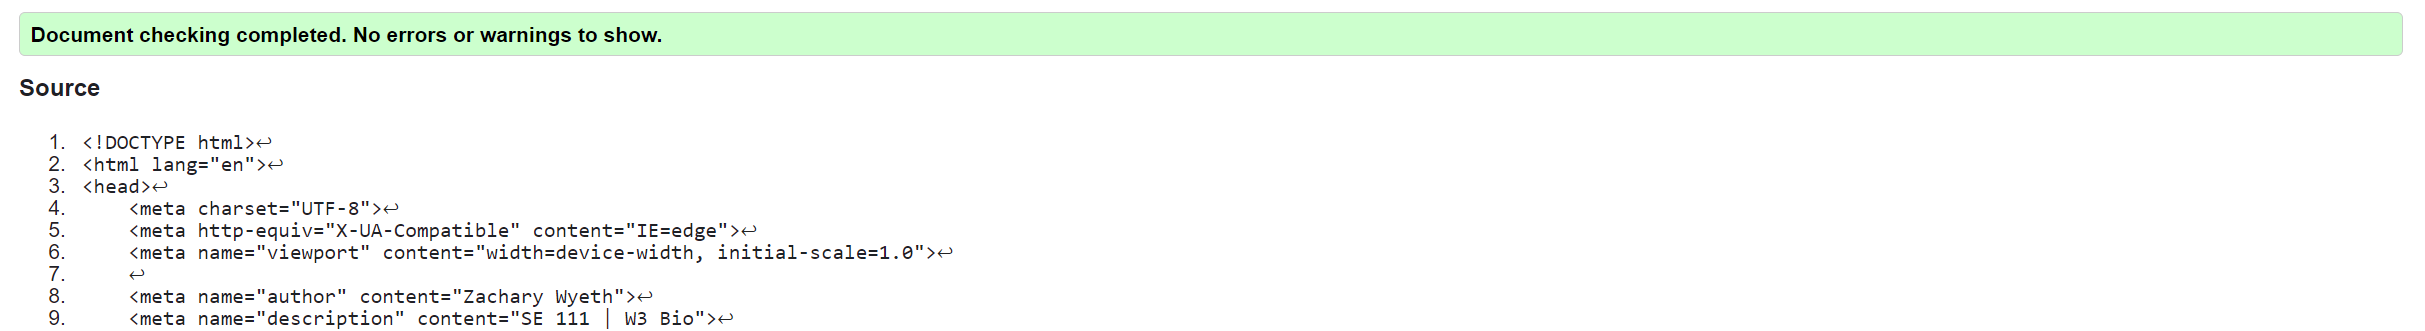 Document checking completed. No errors or warnings to show.
Source
1. <!DOCTYPE html>↩
2. <html lang="en">↩
3. <head>↩
4.     <meta charset="UTF-8">↩
5.     <meta http-equiv="X-UA-Compatible" content="IE=edge">↩
6.     <meta name="viewport" content="width=device-width, initial-scale=1.0">↩
7.     ↩
8.     <meta name="author" content="Zachary Wyeth">↩
9.     <meta name="description" content="SE 111 | W3 Bio">↩